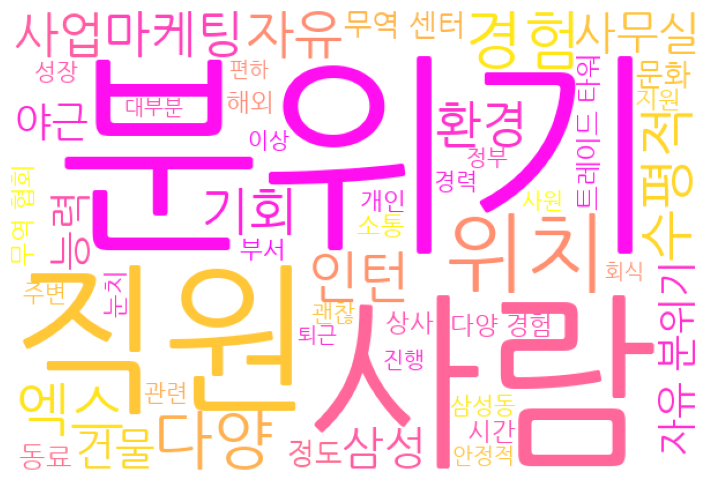 사업
마케팅
자유
무역 센터
경험
사무실
성장
편하
문화
대부분
해외
지원
야근
분위기
이상
환경
정부
트레이드 타워
수평적
무역 협회
능력
기회
개인
경력
사원
소통
부서
위치
주변
눈치
직원
인턴
회식
괜찮
상사
다양 경험
자유 분위기
퇴근
사람
진행
엑스
관련
삼성동
건물
다양
시간
동료
정도
삼성
안정적